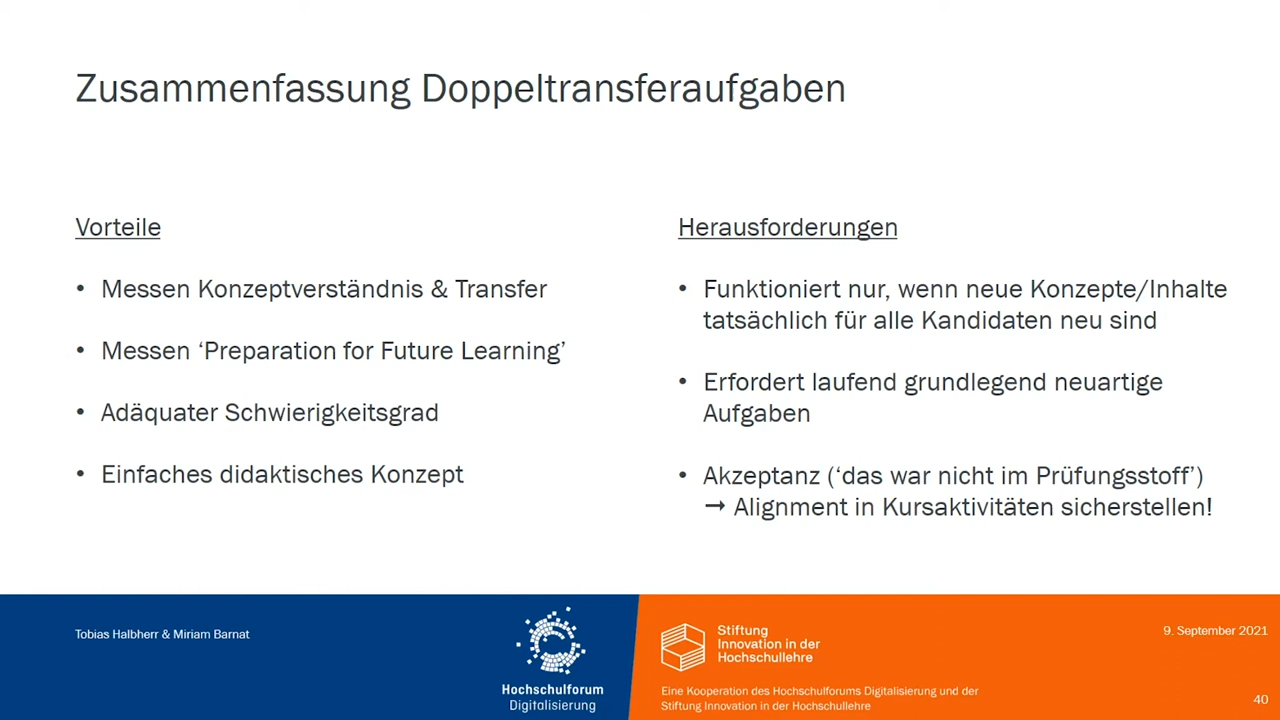 Zusammenfassung Doppeltransferaufgaben
Vorteile
• Messen Konzeptverständnis & Transfer
• Messen ‘Preparation for Future Learning’
• Adäquater Schwierigkeitsgrad
• Einfaches didaktisches Konzept
Herausforderungen
• Funktioniert nur, wenn neue Konzepte/Inhalte
tatsächlich für alle Kandidaten neu sind
• Erfordert laufend grundlegend neuartige
Aufgaben
• Akzeptanz (‘das war nicht im Prüfungsstoff’)
→ Alignment in Kursaktivitäten sicherstellen!
Tobias Halbherr & Miriam Barnat
Hochschulforum
Digitalisierung
Stiftung
Innovation in der
Hochschullehre
Eine Kooperation des Hochschulforums Digitalisierung und der
Stiftung Innovation in der Hochschullehre
9. September 2021
40